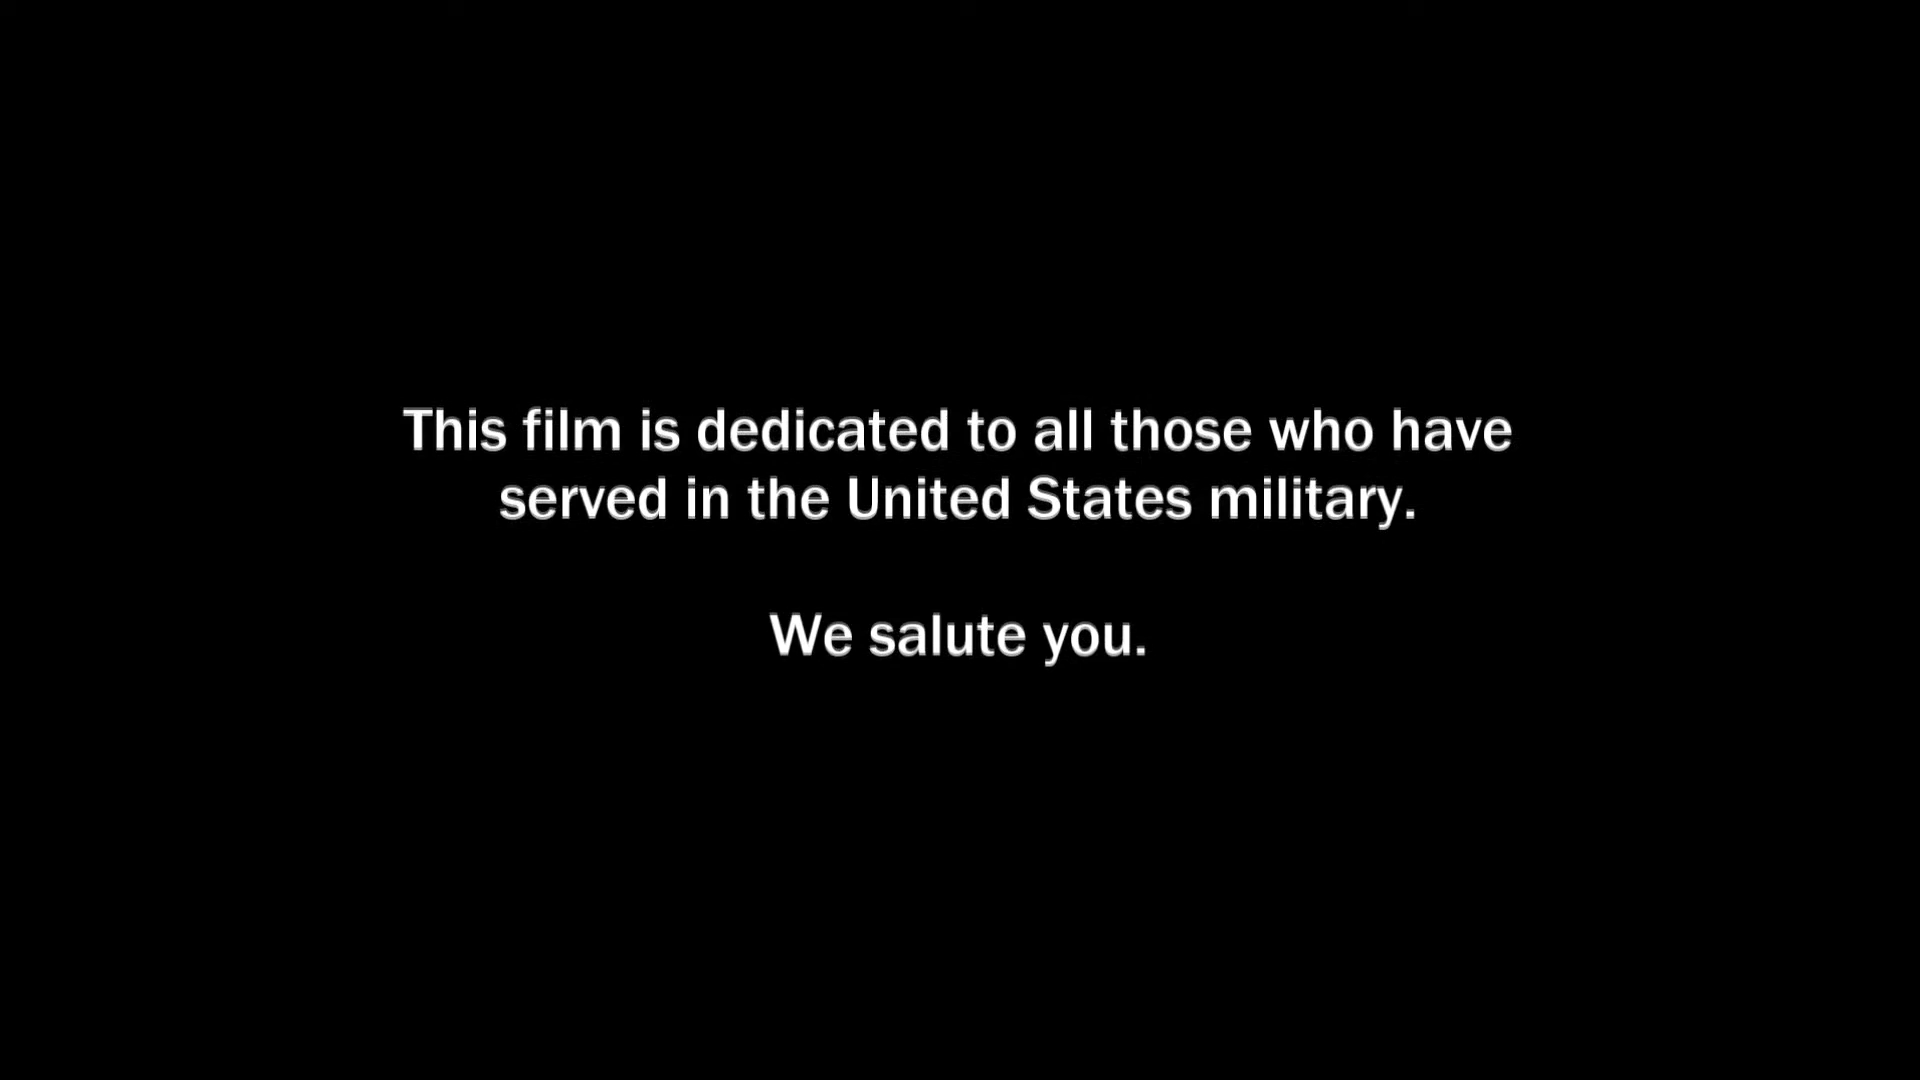 This film is dedicated to all those who have
served in the United States military.
We salute you.